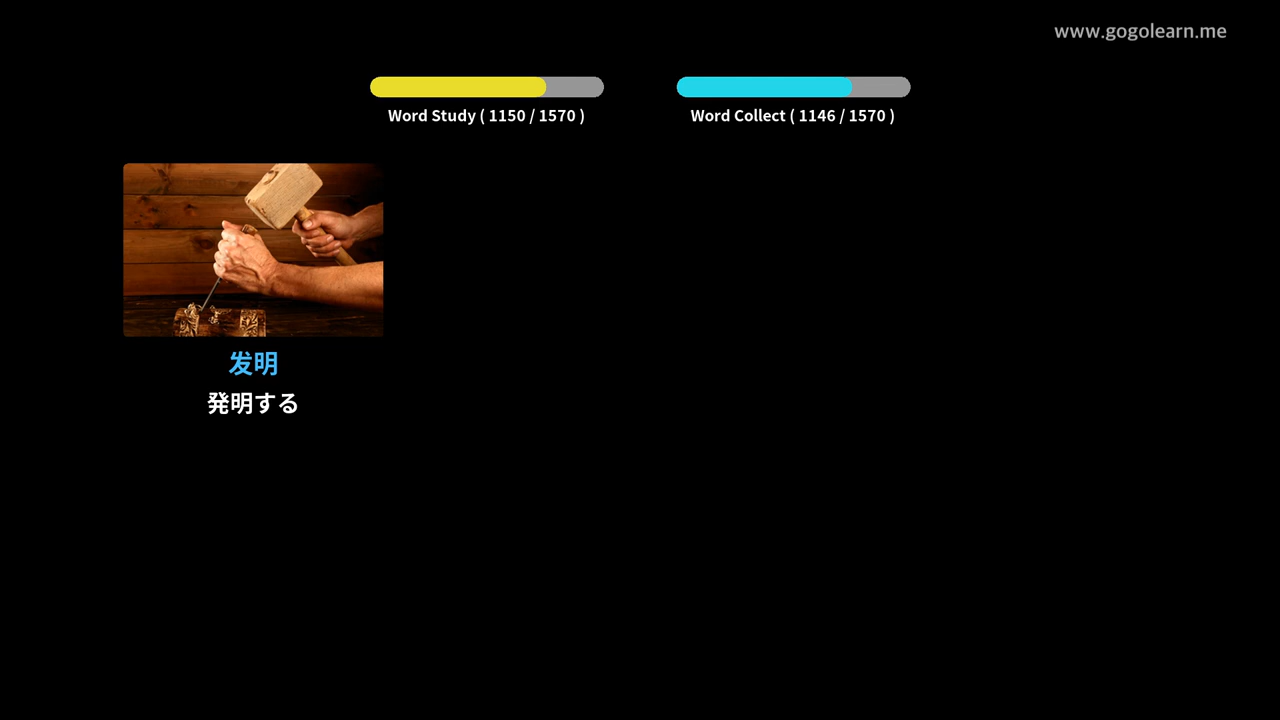 www.gogolearn.me
Word Study ( 1150 / 1570 )
Word Collect ( 1146 / 1570 )
发明
発明する